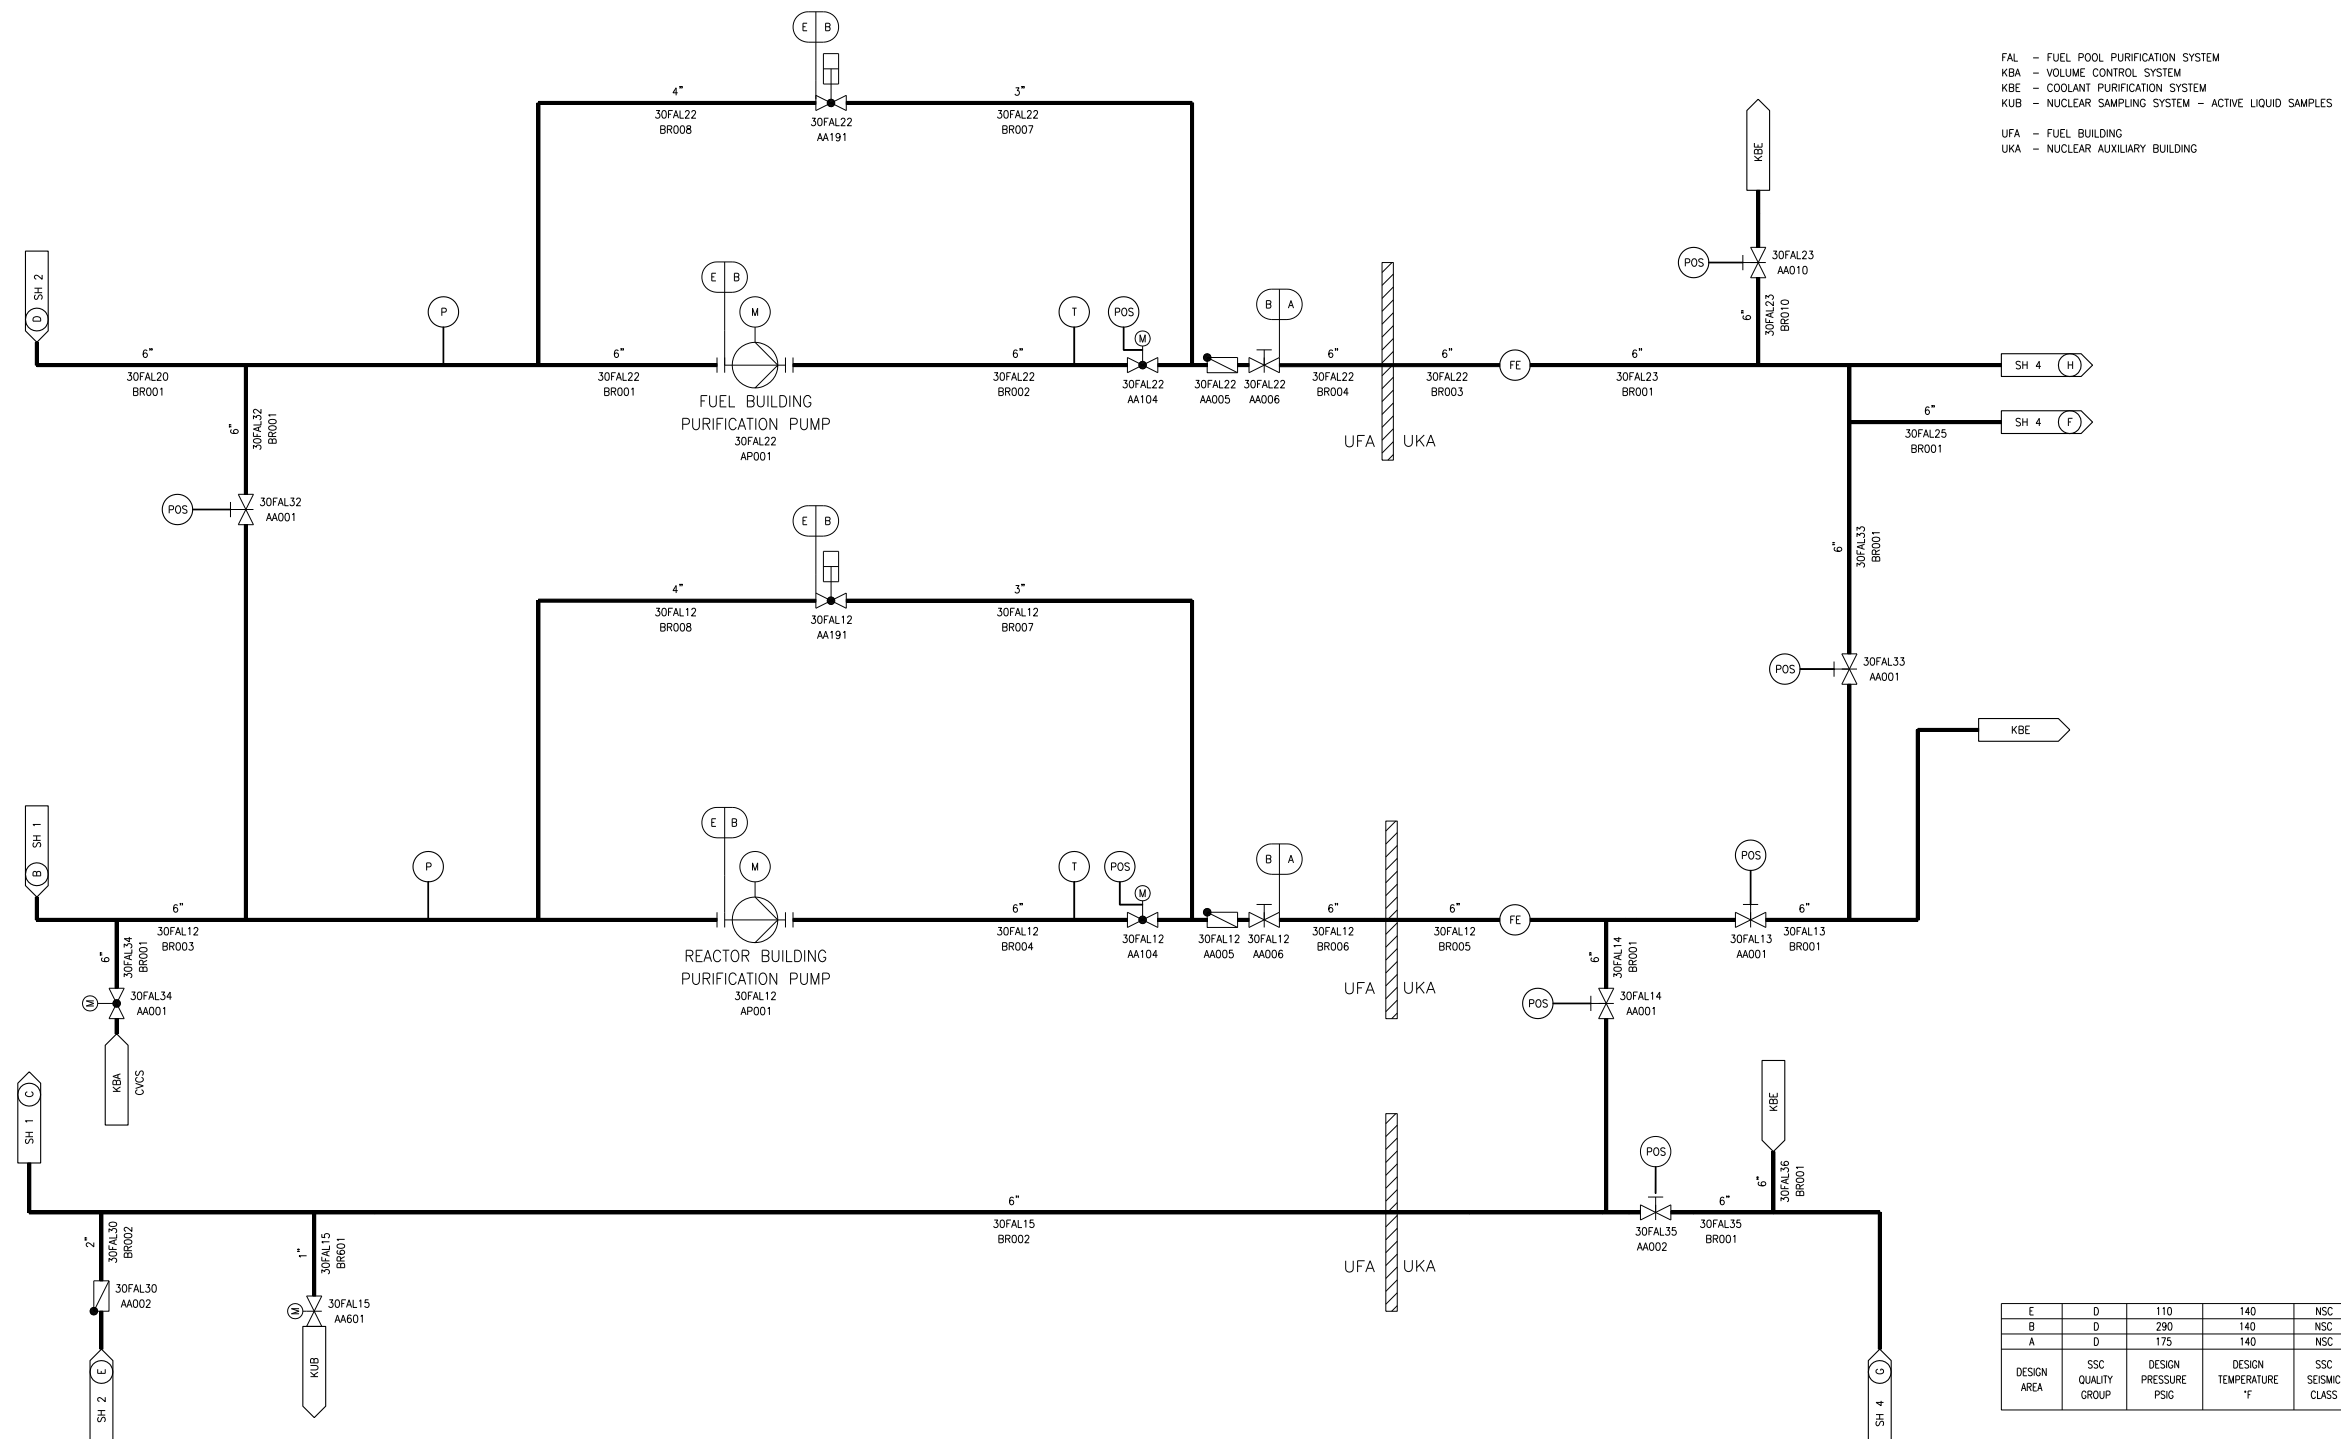 E B
FAL – FUEL POOL PURIFICATION SYSTEM
KBA – VOLUME CONTROL SYSTEM
KBE – COOLANT PURIFICATION SYSTEM
KUB – NUCLEAR SAMPLING SYSTEM – ACTIVE LIQUID SAMPLES
UFA – FUEL BUILDING
UKA – NUCLEAR AUXILIARY BUILDING
4"
30FAL22
BR008
30FAL22
AA191
3"
30FAL22
BR007
KBE
POS
30FAL23
AA010
6"
30FAL23
BR010
D SH 2
P
E B
M
T
POS
M
B A
6"
30FAL20
BR001
6"
30FAL22
BR001
FUEL BUILDING
PURIFICATION PUMP
30FAL22
AP001
6"
30FAL22
BR002
30FAL22
AA104
30FAL22
AA005
30FAL22
AA006
6"
30FAL22
BR004
6"
30FAL22
BR003
FE
6"
30FAL23
BR001
SH 4 H
UFA
UKA
6"
30FAL25
BR001
SH 4 F
6"
30FAL32
BR001
POS
30FAL32
AA001
E B
4"
30FAL12
BR008
30FAL12
AA191
3"
30FAL12
BR007
6"
30FAL33
BR001
POS
30FAL33
AA001
KBE
B SH 1
P
E B
M
T
POS
M
B A
POS
6"
30FAL12
BR003
REACTOR BUILDING
PURIFICATION PUMP
30FAL12
AP001
6"
30FAL12
BR004
30FAL12
AA104
30FAL12
AA005
30FAL12
AA006
6"
30FAL12
BR006
6"
30FAL12
BR005
FE
30FAL13
AA001
6"
30FAL13
BR001
UFA
UKA
6"
30FAL34
BR001
M
30FAL34
AA001
KBA
CVCS
6"
30FAL14
BR001
POS
30FAL14
AA001
SH 1 C
6"
30FAL15
BR002
POS
30FAL35
AA002
6"
30FAL35
BR001
KBE
6"
30FAL36
BR001
UFA
UKA
2"
30FAL30
BR002
30FAL30
AA002
SH 2 E
1"
30FAL15
BR601
M
30FAL15
AA601
KUB
SH 4 G
E D 110 140 NSC
B D 290 140 NSC
A D 175 140 NSC
DESIGN
AREA
SSC
QUALITY
GROUP
DESIGN
PRESSURE
PSIG
DESIGN
TEMPERATURE
°F
SSC
SEISMIC
CLASS